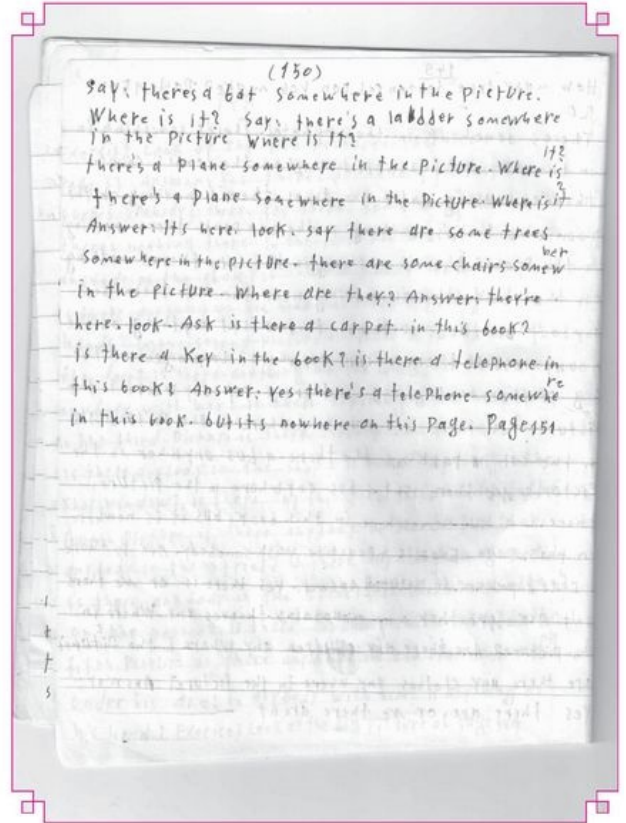 (150)
say: theres a bat somewhere in the picture.
Where is it? say: there's a ladder somewhere
in the picture where is it?
there's a plane somewhere in the picture. Where is it?
there's a plane somewhere in the picture. Where is it?
Answer: Its here. look. say there are some trees
somewhere in the picture. there are some chairs somewher
in the picture. where are they? Answer: they're
here. look. Ask is there a carpet in this book?
is there a key in the book? is there a telephone in
this book? Answer: yes there's a telephone somewhere
in this book. but its nowhere on this page. Page 151